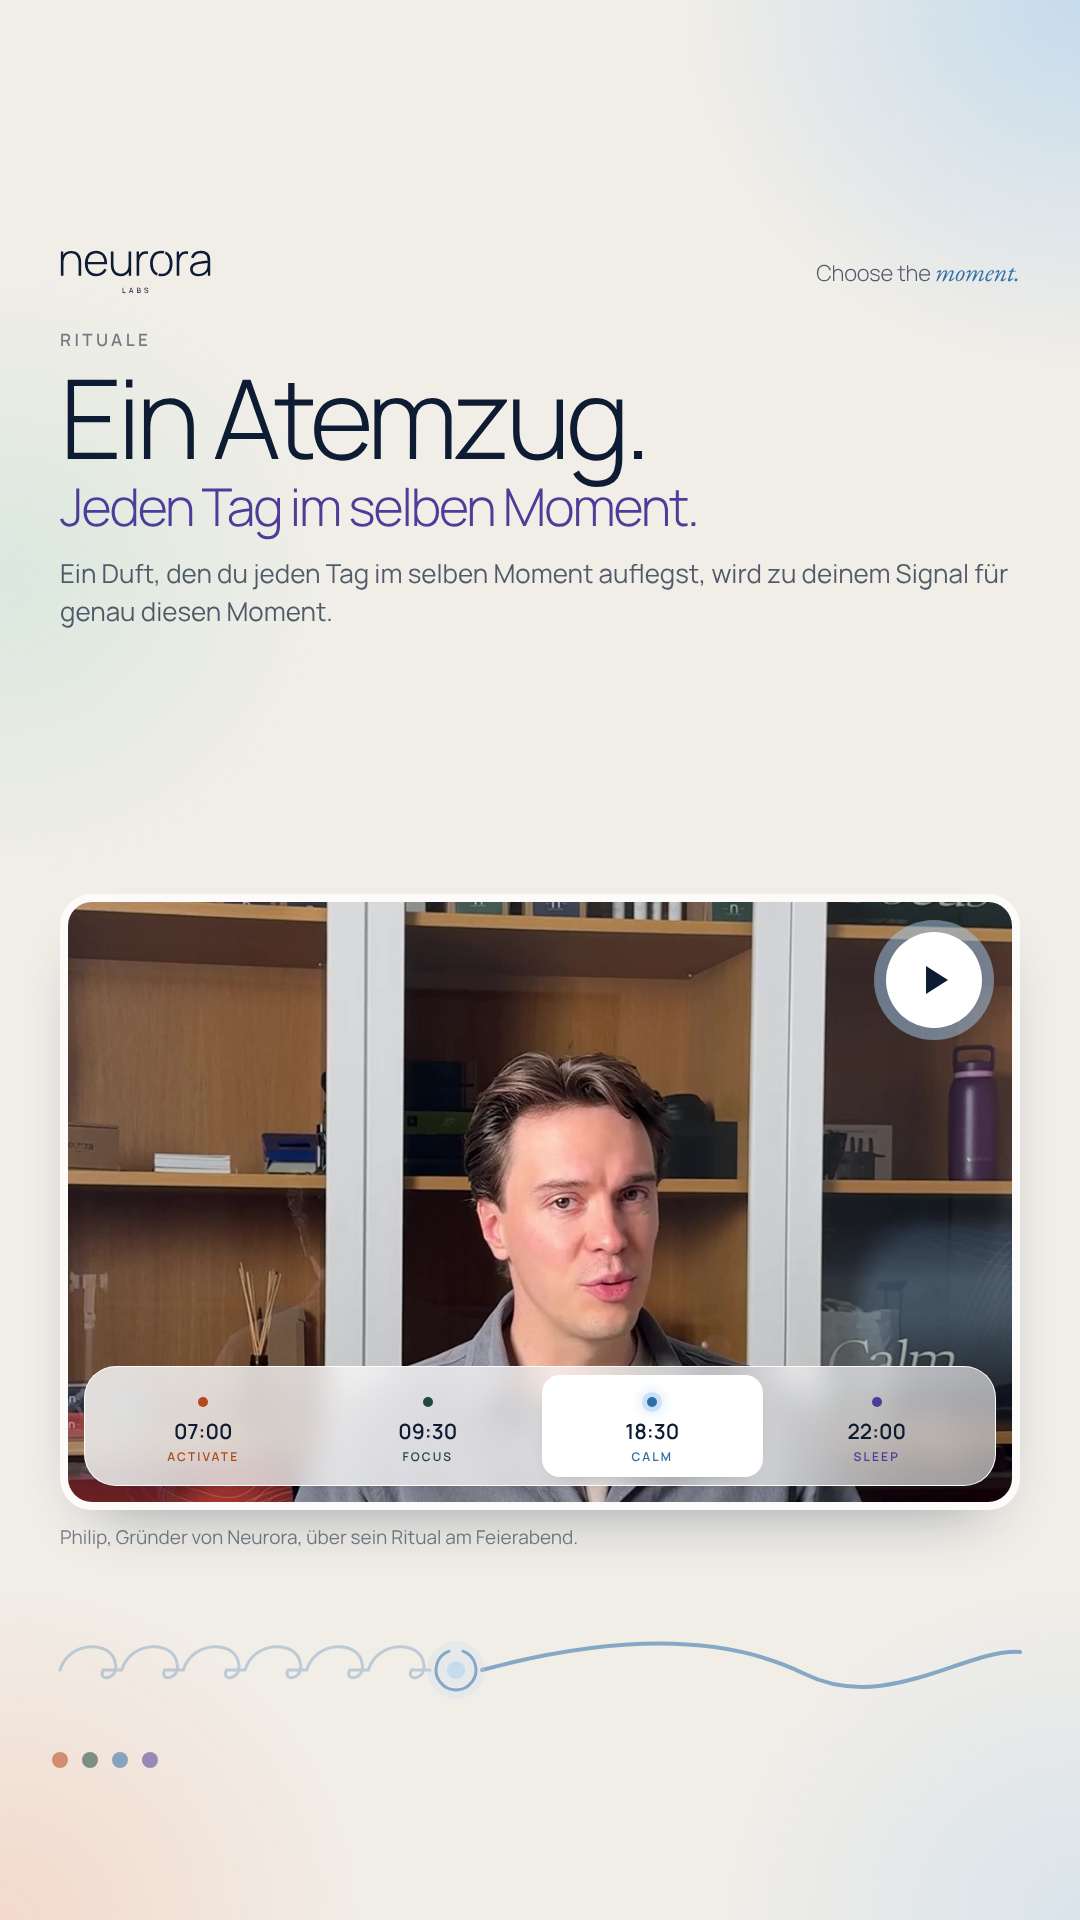 neurora
LABS
Choose the moment.
RITUALE
Ein Atemzug.
Jeden Tag im selben Moment.
Ein Duft, den du jeden Tag im selben Moment auflegst, wird zu deinem Signal für
genau diesen Moment.
Calm
07:00
ACTIVATE
09:30
FOCUS
18:30
CALM
22:00
SLEEP
Philip, Gründer von Neurora, über sein Ritual am Feierabend.